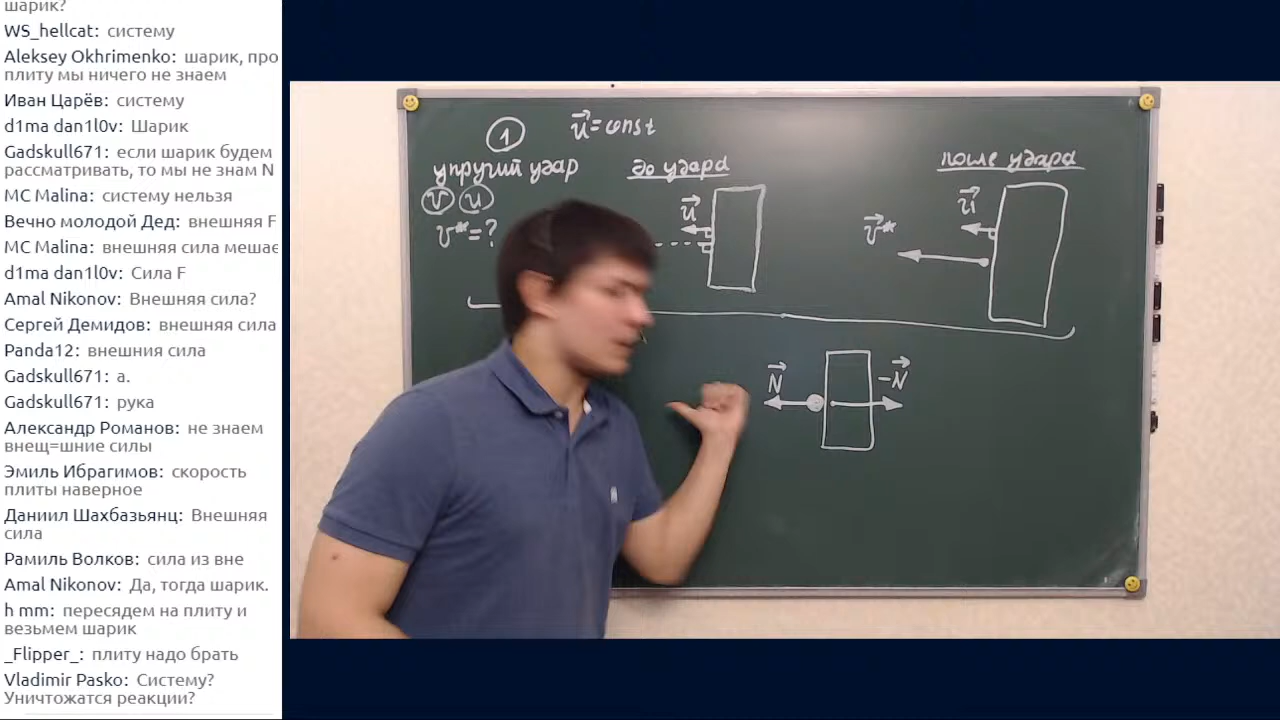 шарик?
WS_hellcat: систему
Aleksey Okhrimenko: шарик, про
плиту мы ничего не знаем
Иван Царёв: систему
d1ma dan1l0v: Шарик
Gadskull671: если шарик будем
рассматривать, то мы не знам N
MC Malina: систему нельзя
Вечно молодой Дед: внешняя F
MC Malina: внешняя сила мешае
d1ma dan1l0v: Сила F
Amal Nikonov: Внешняя сила?
Сергей Демидов: внешняя сила
Panda12: внешния сила
Gadskull671: а.
Gadskull671: рука
Александр Романов: не знаем
внещ=шние силы
Эмиль Ибрагимов: скорость
плиты наверное
Даниил Шахбазьянц: Внешняя
сила
Рамиль Волков: сила из вне
Amal Nikonov: Да, тогда шарик.
h mm: пересядем на плиту и
везьмем шарик
_Flipper_: плиту надо брать
Vladimir Pasko: Систему?
Уничтожатся реакции?
1 u⃗=const
упругий удар
до удара
после удара
v u
v*=?
u⃗
v⃗*
u⃗
N⃗
-N⃗